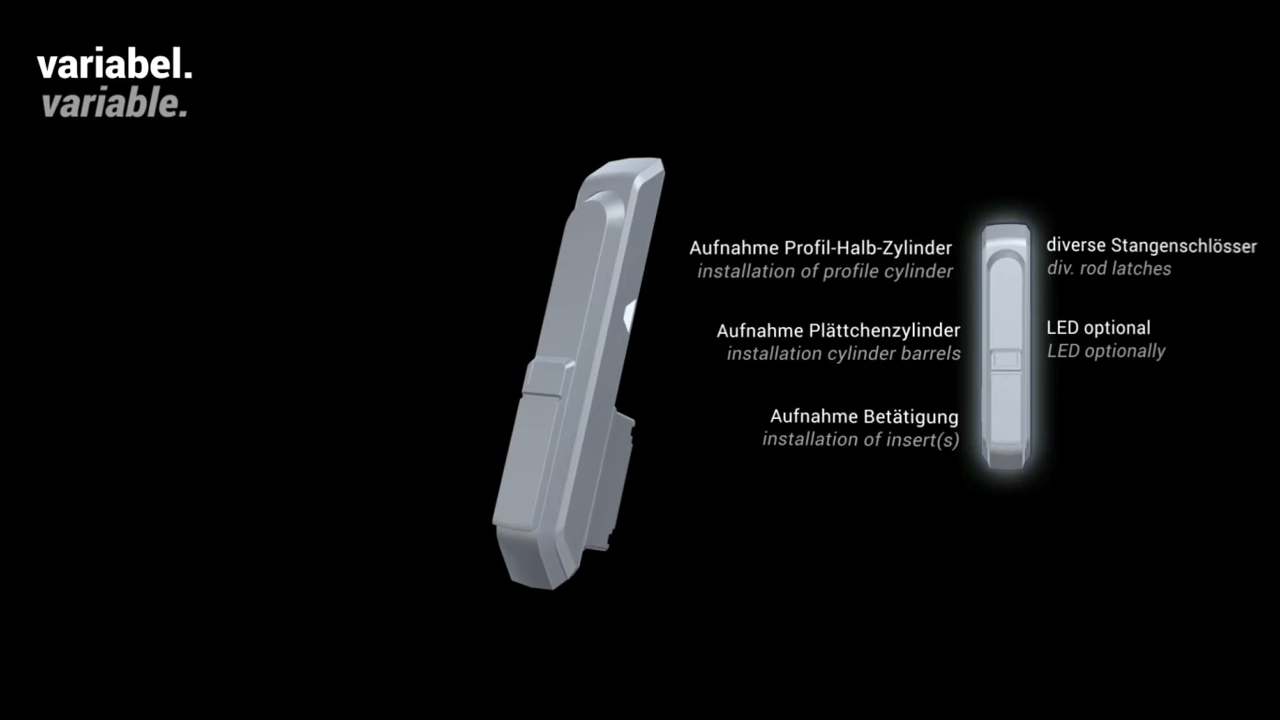 variabel.
variable.
Aufnahme Profil-Halb-Zylinder
installation of profile cylinder
diverse Stangenschlösser
div. rod latches
Aufnahme Plättchenzylinder
installation cylinder barrels
LED optional
LED optionally
Aufnahme Betätigung
installation of insert(s)